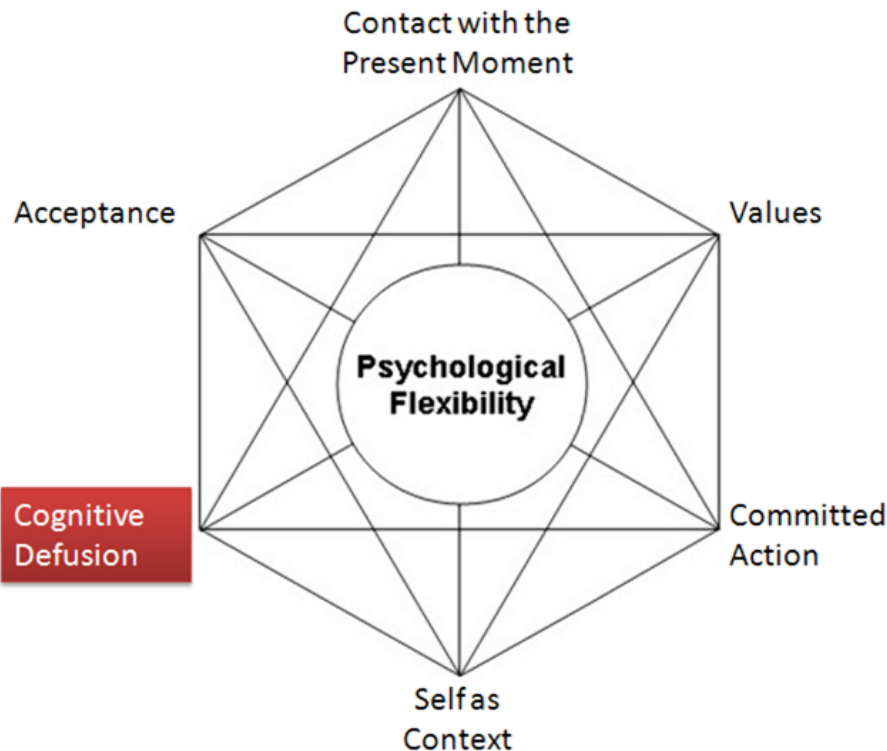 Contact with the
Present Moment
Acceptance
Values
Psychological
Flexibility
Cognitive
Defusion
Committed
Action
Self as
Context